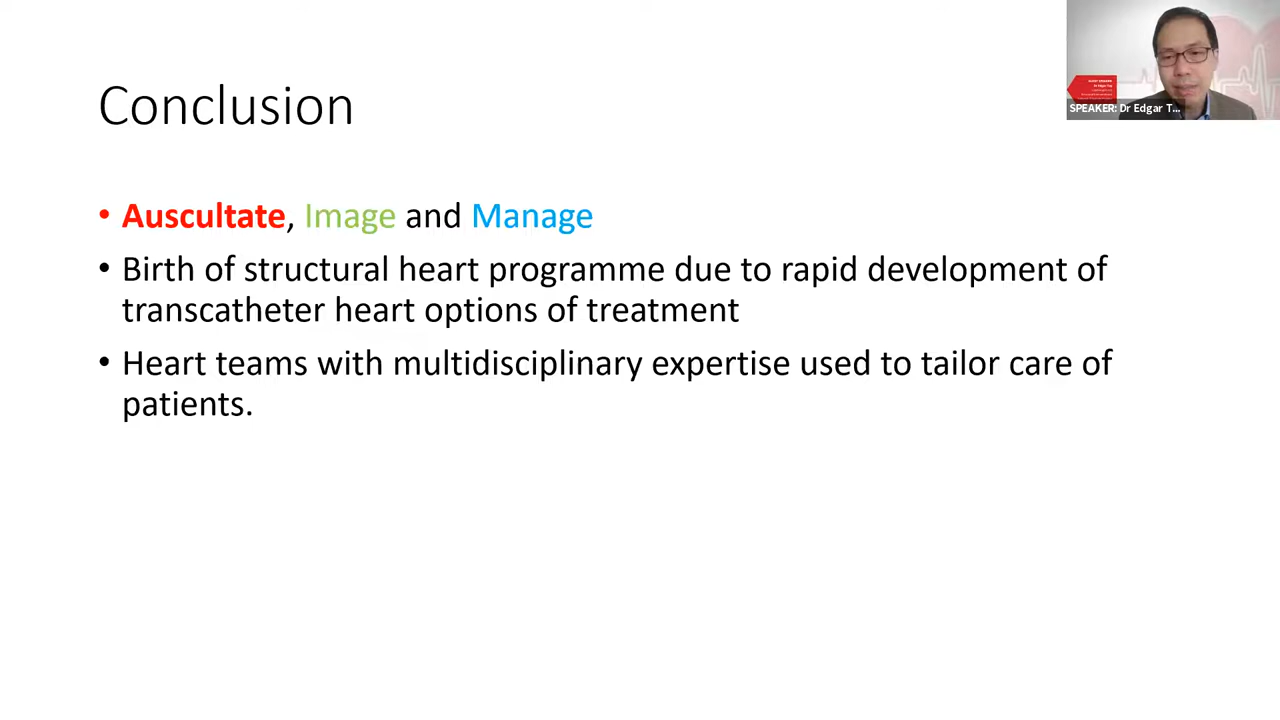 Conclusion
• Auscultate, Image and Manage
• Birth of structural heart programme due to rapid development of
transcatheter heart options of treatment
• Heart teams with multidisciplinary expertise used to tailor care of
patients.
SPEAKER: Dr Edgar T...